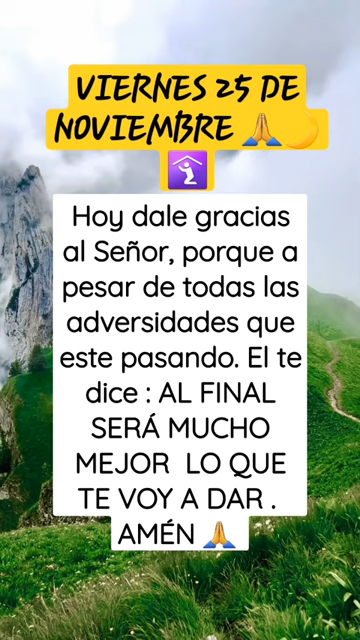 VIERNES 25 DE
NOVIEMBRE 🙏🌕
🛐
Hoy dale gracias
al Señor, porque a
pesar de todas las
adversidades que
este pasando. El te
dice : AL FINAL
SERÁ MUCHO
MEJOR LO QUE
TE VOY A DAR .
AMÉN 🙏